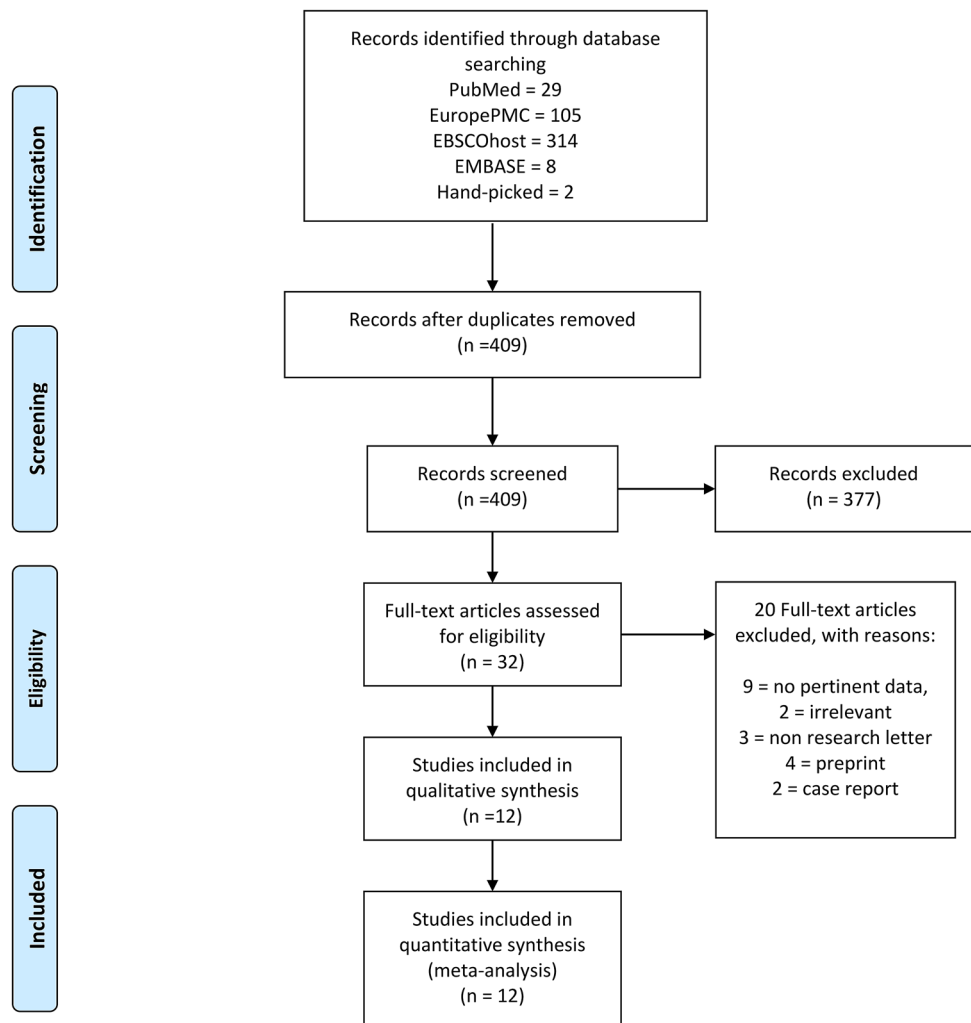 Identification
Records identified through database
searching
PubMed = 29
EuropePMC = 105
EBSCOhost = 314
EMBASE = 8
Hand-picked = 2
Records after duplicates removed
(n =409)
Screening
Records screened
(n =409)
Records excluded
(n = 377)
Eligibility
Full-text articles assessed
for eligibility
(n = 32)
20 Full-text articles
excluded, with reasons:
9 = no pertinent data,
2 = irrelevant
3 = non research letter
4 = preprint
2 = case report
Studies included in
qualitative synthesis
(n =12)
Included
Studies included in
quantitative synthesis
(meta-analysis)
(n = 12)